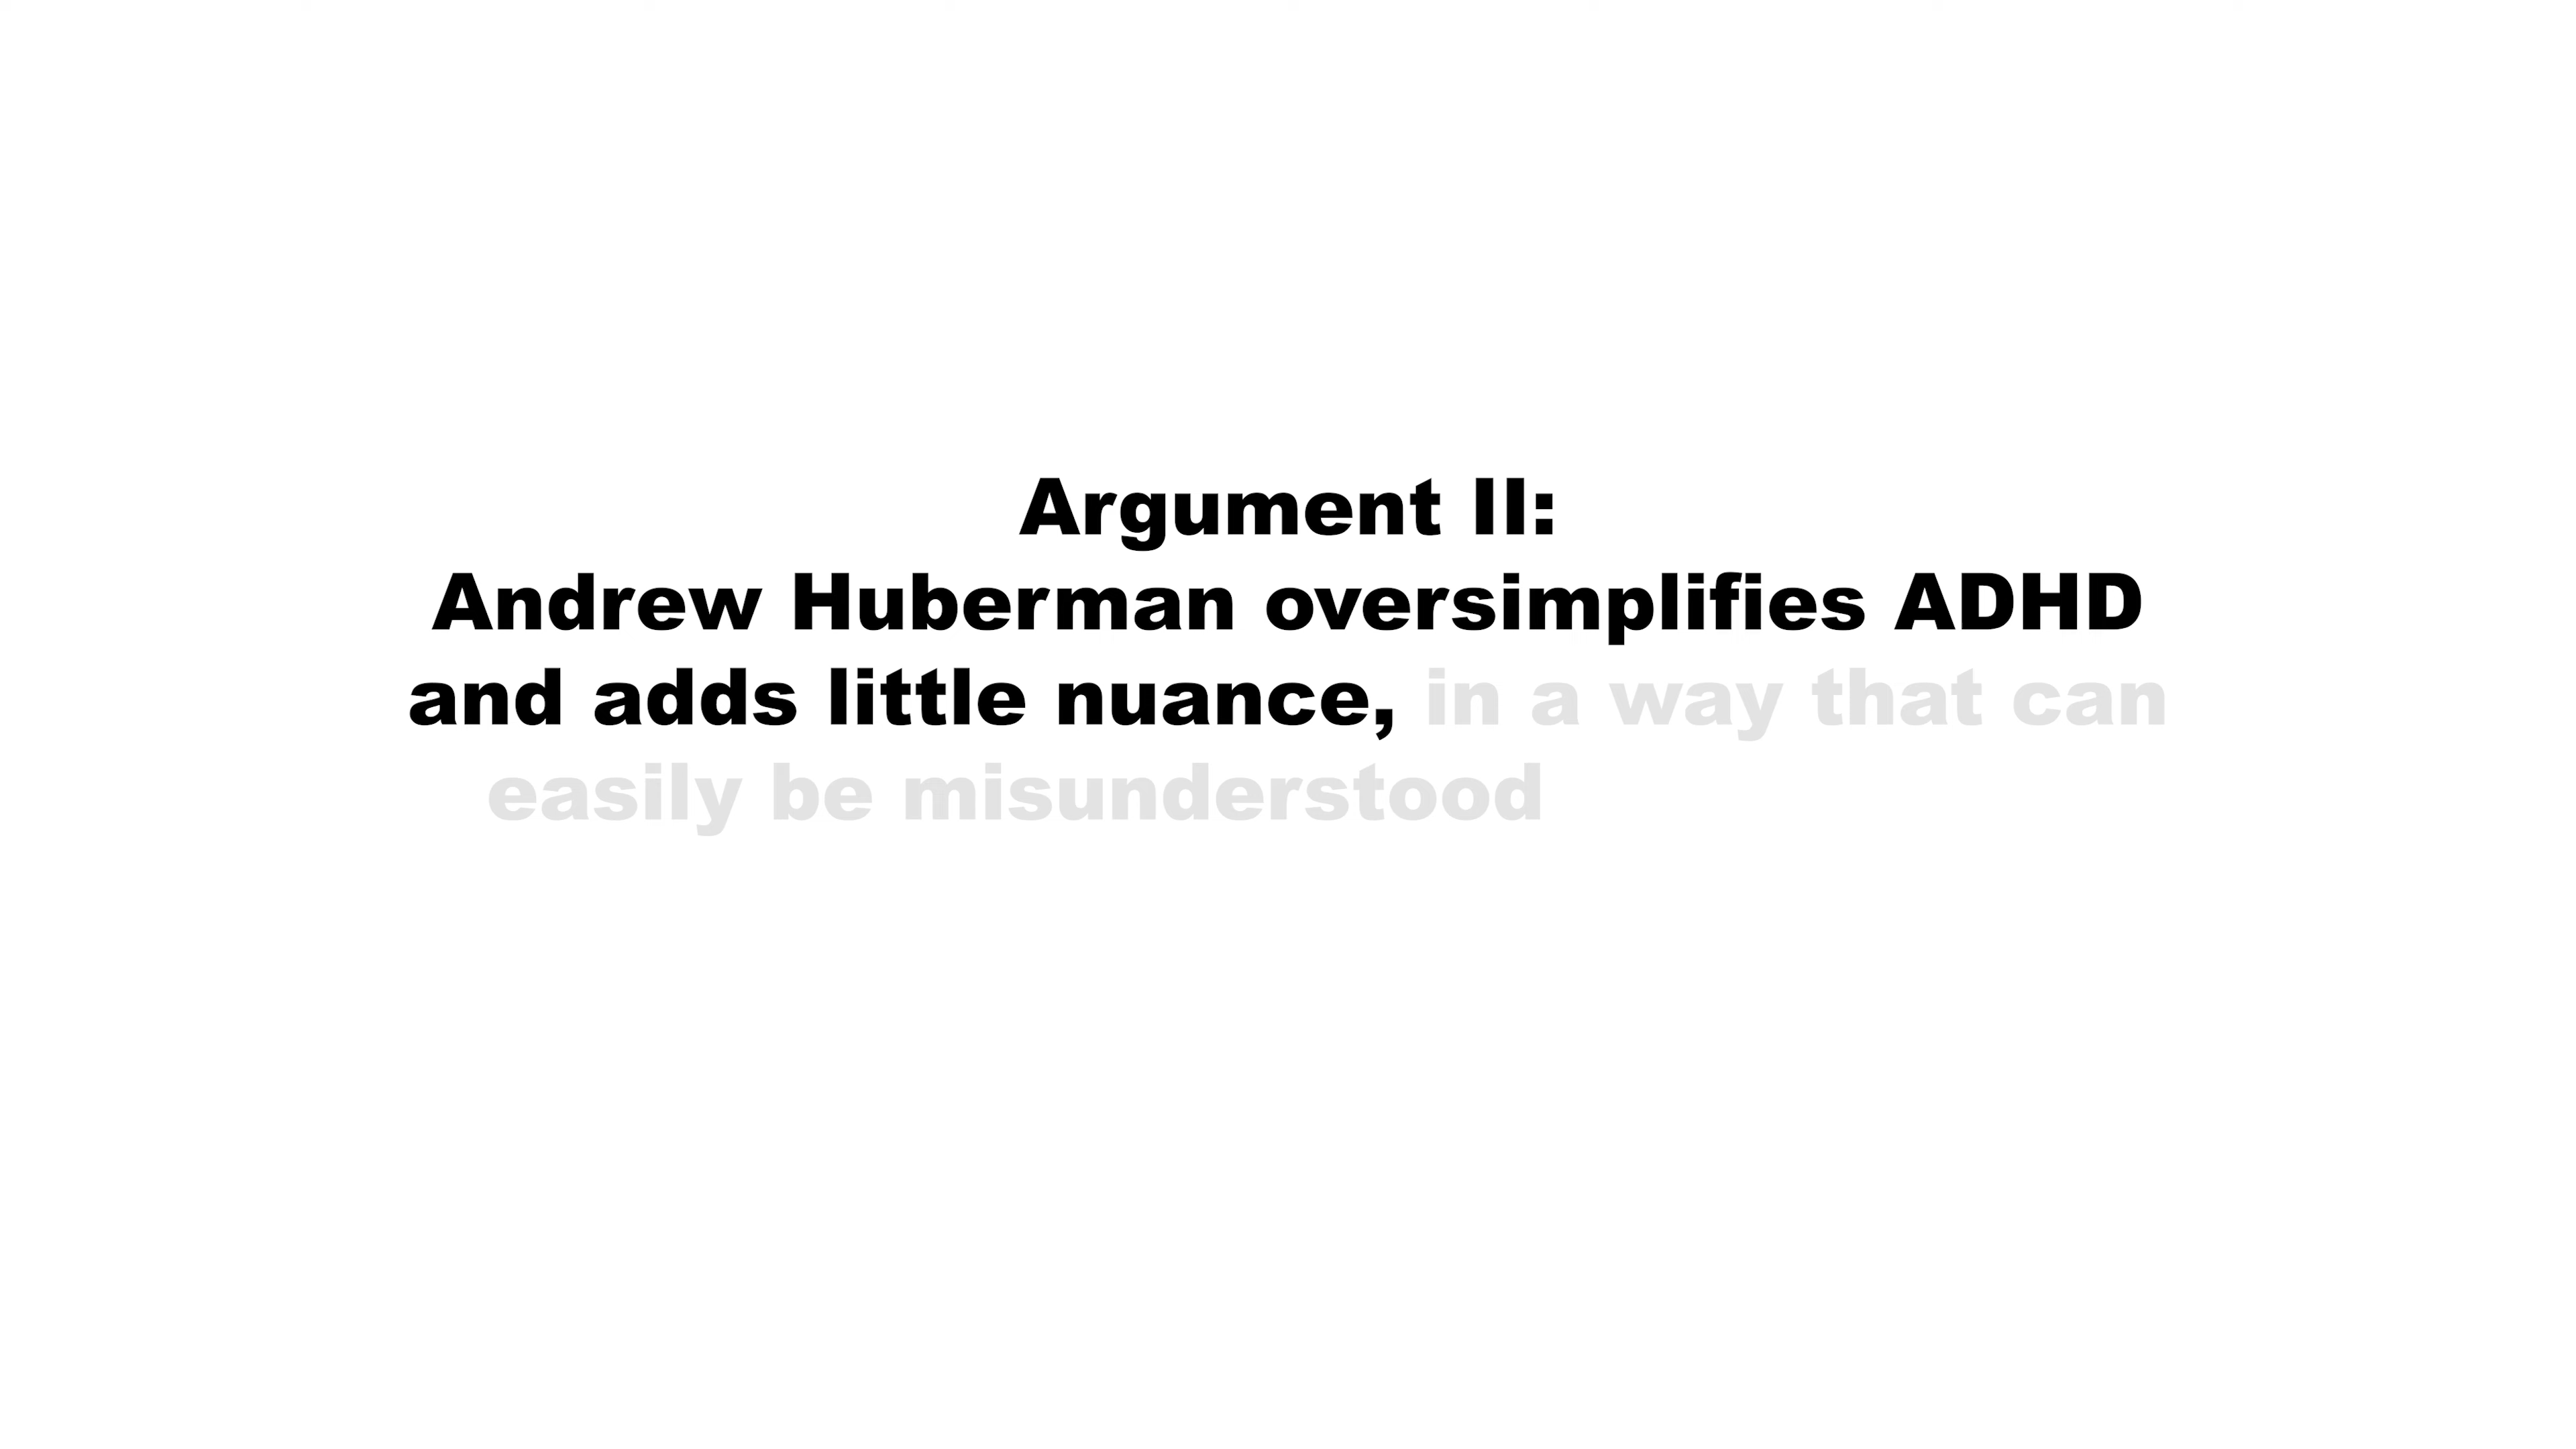 Argument II:
Andrew Huberman oversimplifies ADHD
and adds little nuance, in a way that can
easily be misunderstood